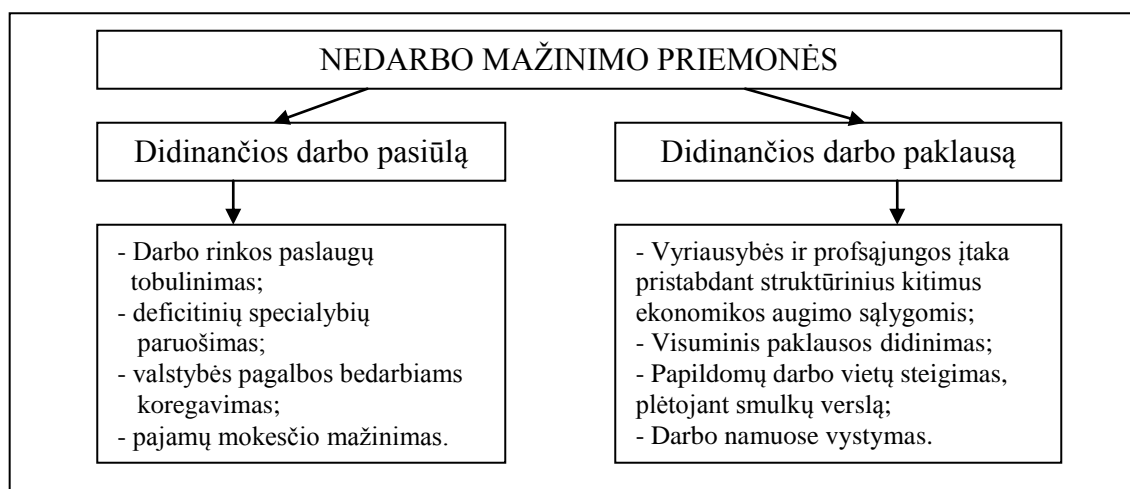 NEDARBO MAŽINIMO PRIEMONĖS
Didinančios darbo pasiūlą
Didinančios darbo paklausą
- Darbo rinkos paslaugų
tobulinimas;
- deficitinių specialybių
paruošimas;
- valstybės pagalbos bedarbiams
koregavimas;
- pajamų mokesčio mažinimas.
- Vyriausybės ir profsąjungos įtaka
pristabdant struktūrinius kitimus
ekonomikos augimo sąlygomis;
- Visuminis paklausos didinimas;
- Papildomų darbo vietų steigimas,
plėtojant smulkų verslą;
- Darbo namuose vystymas.